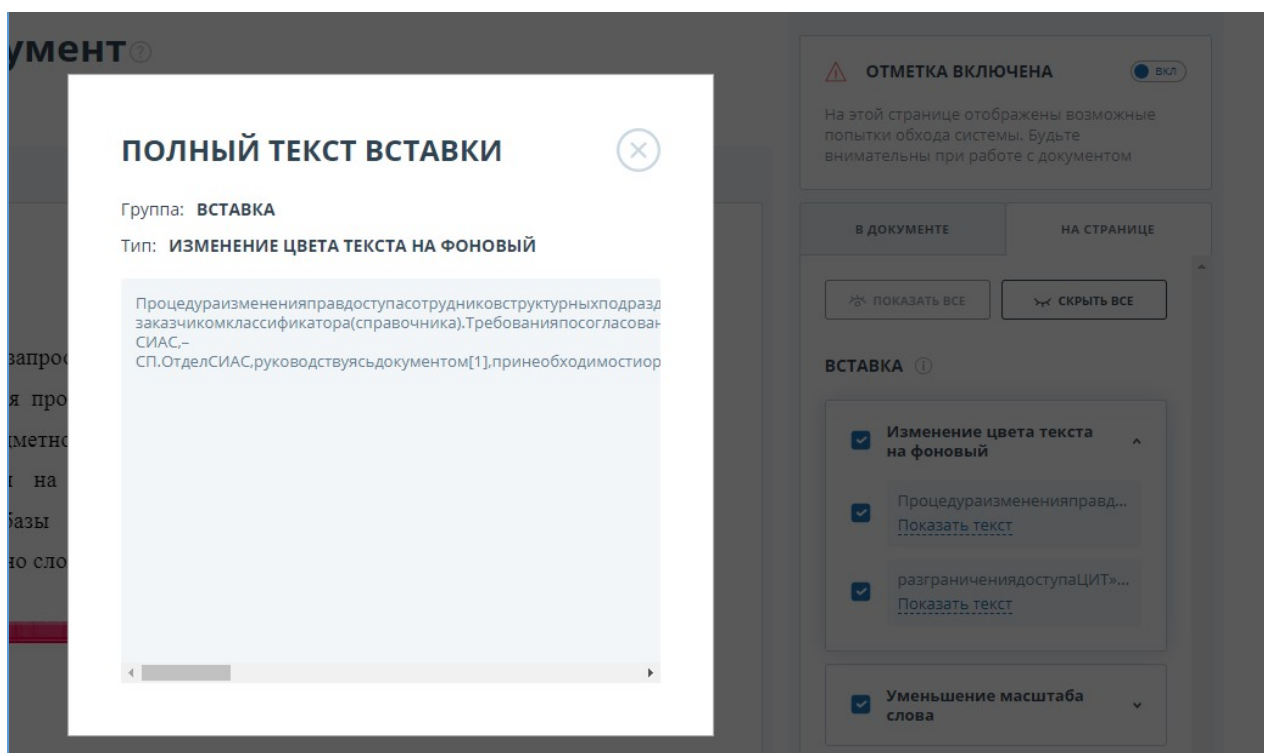 умент
ПОЛНЫЙ ТЕКСТ ВСТАВКИ
Группа: ВСТАВКА
Тип: ИЗМЕНЕНИЕ ЦВЕТА ТЕКСТА НА ФОНОВЫЙ
Процедураизмененияправдоступасотрудниковструктурныхподразд
заказчикомклассификатора(справочника).Требованияпосогласован
СИАС,–
СП.ОтделСИАС,руководствуясьдокументом[1],принеобходимостиор
запрос
я про
метно
на
базы
но сло
ОТМЕТКА ВКЛЮЧЕНА
ВКЛ
На этой странице отображены возможные
попытки обхода системы. Будьте
внимательны при работе с документом
В ДОКУМЕНТЕ
НА СТРАНИЦЕ
ПОКАЗАТЬ ВСЕ
СКРЫТЬ ВСЕ
ВСТАВКА
Изменение цвета текста
на фоновый
Процедураизмененияправд...
Показать текст
разграничениядоступаЦИТ»...
Показать текст
Уменьшение масштаба
слова